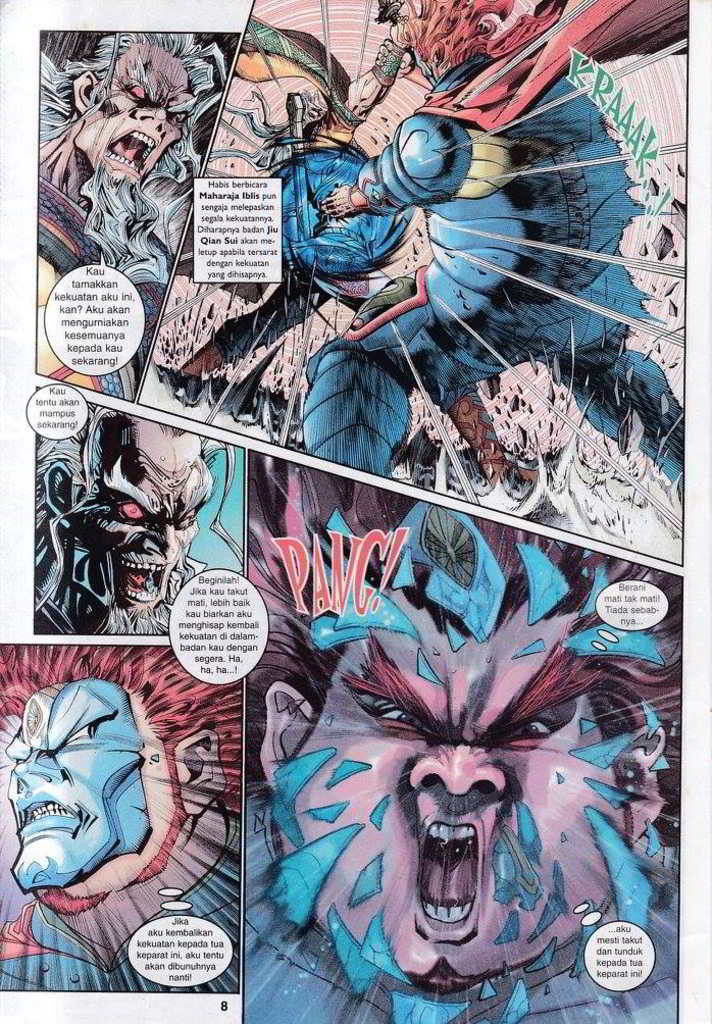 Kau
tamakkan
kekuatan aku ini,
kan? Aku akan
mengurniakan
kesemuanya
kepada kau
sekarang!
Habis berbicara
Maharaja Iblis pun
sengaja melepaskan
segala kekuatannya.
Diharapnya badan Jiu
Qian Sui akan me-
letup apabila tersarat
dengan kekuatan
yang dihisapnya.
KRAAAK...!
Kau
tentu akan
mampus
sekarang!
Beginilah!
Jika kau takut
mati, lebih baik
kau biarkan aku
menghisap kembali
kekuatan di dalam-
badan kau dengan
segera. Ha,
ha, ha...!
PANG!
Berani
mati tak mati!
Tiada sebab-
nya...
Jika
aku kembalikan
kekuatan kepada tua
keparat ini, aku tentu
akan dibunuhnya
nanti!
...aku
mesti takut
dan tunduk
kepada tua
keparat ini!
8